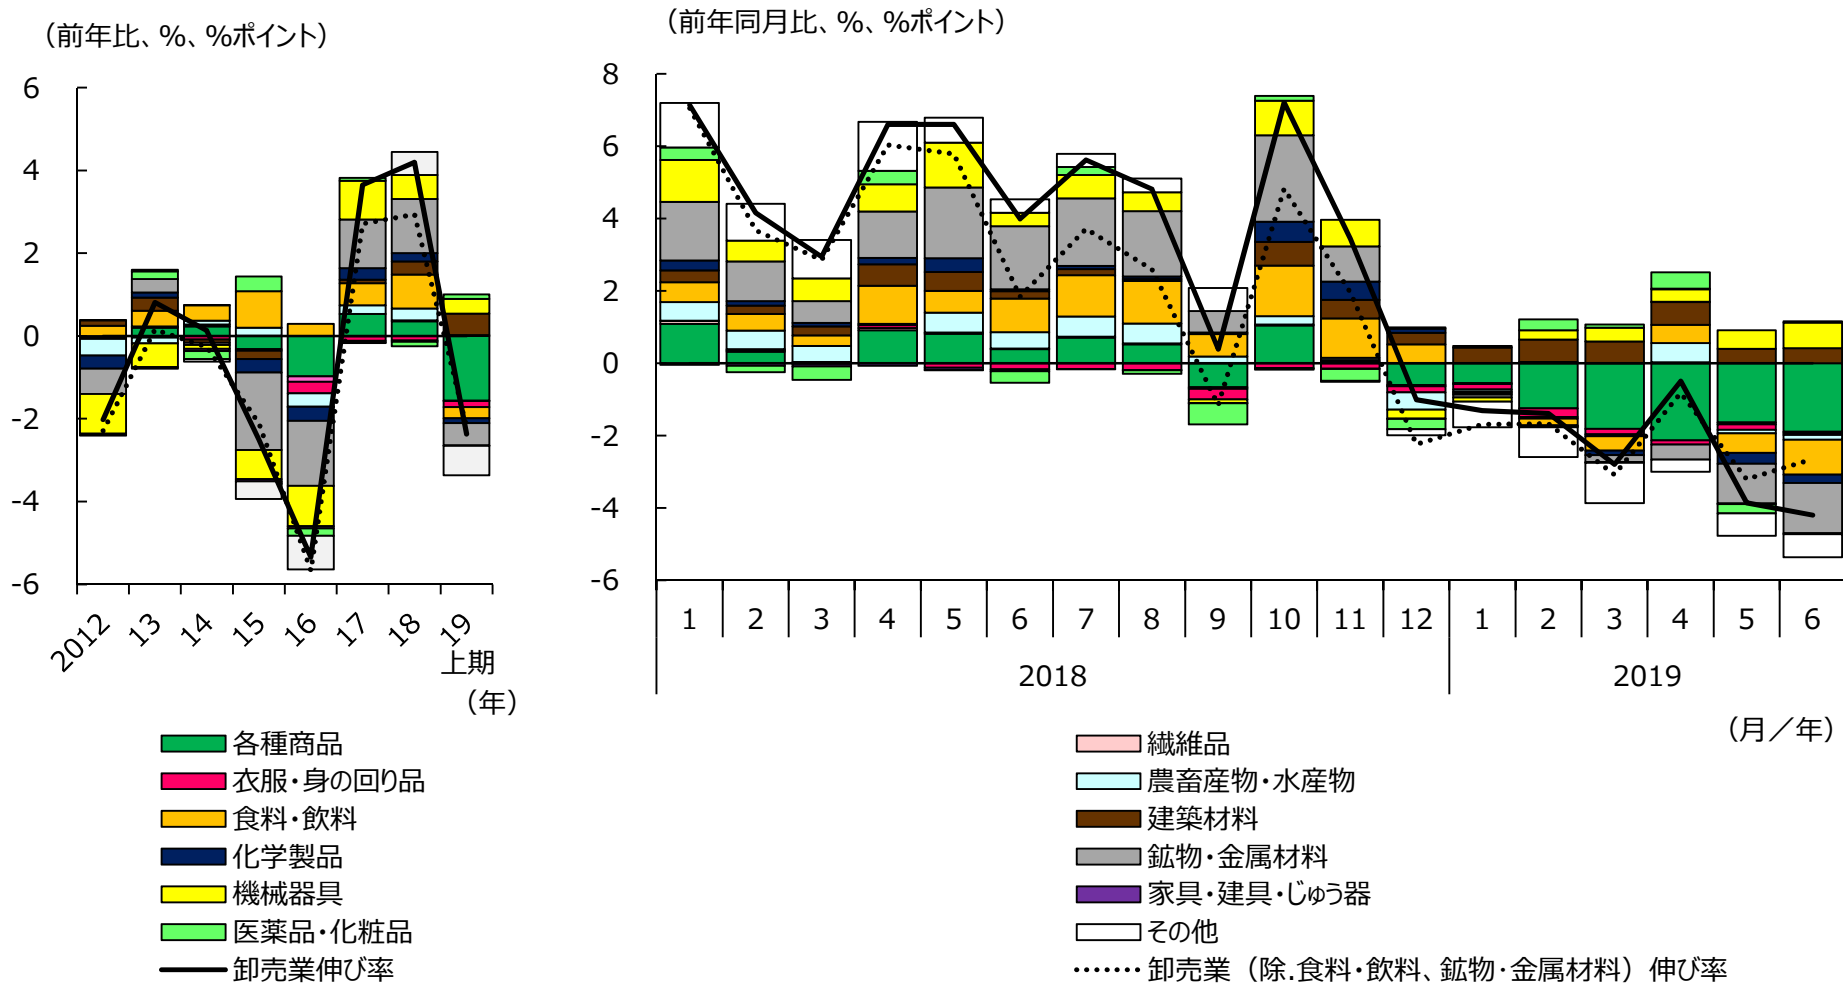 （前年比、%、%ポイント）
6
4
2
0
-2
-4
-6
2012 13 14 15 16 17 18 19
上期
（年）
（前年同月比、%、%ポイント）
8
6
4
2
0
-2
-4
-6
1 2 3 4 5 6 7 8 9 10 11 12 1 2 3 4 5 6
2018 2019
（月／年）
各種商品
衣服・身の回り品
食料・飲料
化学製品
機械器具
医薬品・化粧品
卸売業伸び率
繊維品
農畜産物・水産物
建築材料
鉱物・金属材料
家具・建具・じゅう器
その他
卸売業（除.食料・飲料、鉱物・金属材料）伸び率